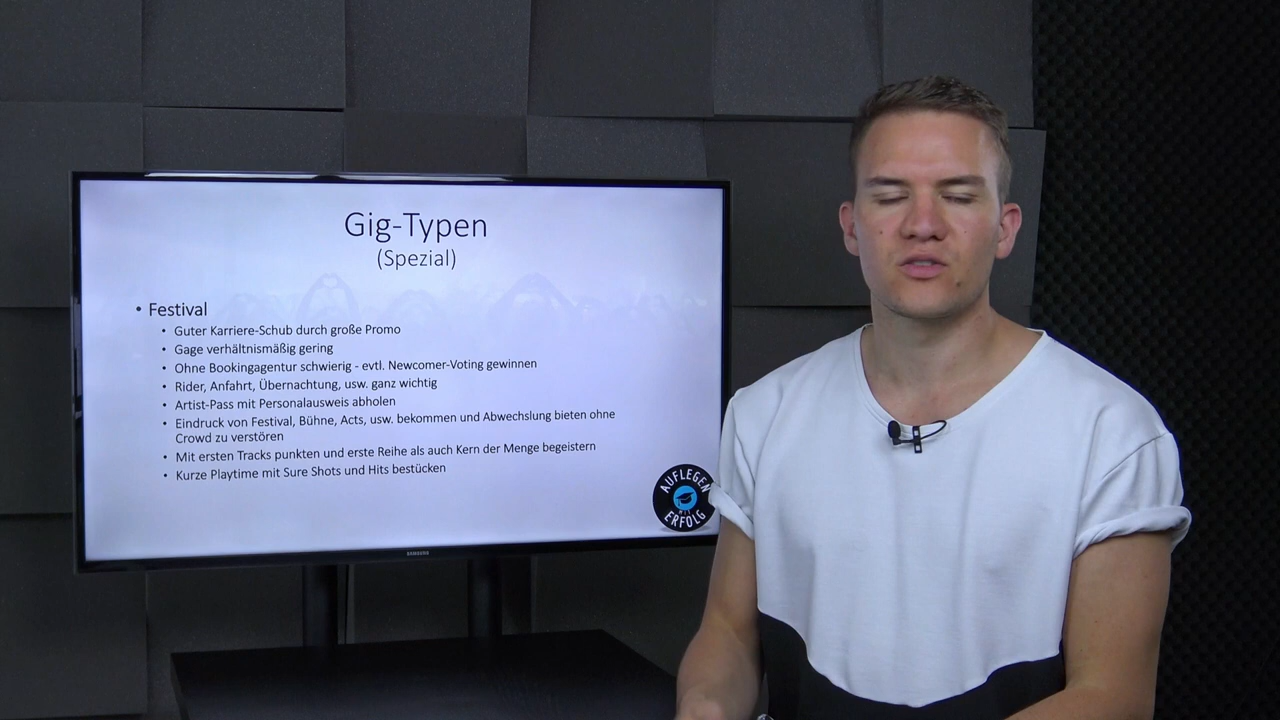 Gig-Typen
(Spezial)
• Festival
• Guter Karriere-Schub durch große Promo
• Gage verhältnismäßig gering
• Ohne Bookingagentur schwierig - evtl. Newcomer-Voting gewinnen
• Rider, Anfahrt, Übernachtung, usw. ganz wichtig
• Artist-Pass mit Personalausweis abholen
• Eindruck von Festival, Bühne, Acts, usw. bekommen und Abwechslung bieten ohne
Crowd zu verstören
• Mit ersten Tracks punkten und erste Reihe als auch Kern der Menge begeistern
• Kurze Playtime mit Sure Shots und Hits bestücken
AUFLEGEN
MIT
ERFOLG
SAMSUNG